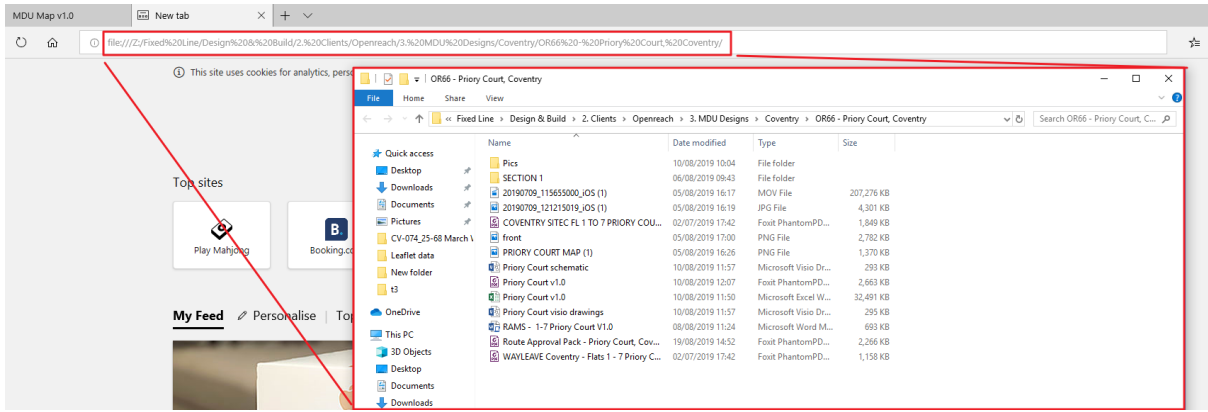 MDU Map v1.0
New tab
file:///Z:/Fixed%20Line/Design%20&%20Build/2.%20Clients/Openreach/3.%20MDU%20Designs/Coventry/OR66%20-%20Priory%20Court,%20Coventry/
This site uses cookies for analytics, pers
Top sites
Play Mahjong
B.
Booking.co
My Feed Personalise To
OR66 - Priory Court, Coventry
File Home Share View
« Fixed Line > Design & Build > 2. Clients > Openreach > 3. MDU Designs > Coventry > OR66 - Priory Court, Coventry
Search OR66 - Priory Court, C...
Quick access
Desktop
Downloads
Documents
Pictures
CV-074_25-68 March
Leaflet data
New folder
t3
OneDrive
This PC
3D Objects
Desktop
Documents
Downloads
Name Date modified Type Size
Pics 10/08/2019 10:04 File folder
SECTION 1 06/08/2019 09:43 File folder
20190709_115655000_iOS (1) 05/08/2019 16:17 MOV File 207,276 KB
20190709_121215019_iOS (1) 05/08/2019 16:19 JPG File 4,301 KB
COVENTRY SITEC FL 1 TO 7 PRIORY COU... 02/07/2019 17:42 Foxit PhantomPD... 1,849 KB
front 05/08/2019 17:00 PNG File 2,782 KB
PRIORY COURT MAP (1) 05/08/2019 16:26 PNG File 1,370 KB
Priory Court schematic 10/08/2019 11:57 Microsoft Visio Dr... 293 KB
Priory Court v1.0 10/08/2019 12:07 Foxit PhantomPD... 2,663 KB
Priory Court v1.0 10/08/2019 11:50 Microsoft Excel W... 32,491 KB
Priory Court visio drawings 10/08/2019 11:57 Microsoft Visio Dr... 295 KB
RAMS - 1-7 Priory Court V1.0 08/08/2019 11:24 Microsoft Word M... 693 KB
Route Approval Pack - Priory Court, Cov... 19/08/2019 14:52 Foxit PhantomPD... 2,266 KB
WAYLEAVE Coventry - Flats 1 - 7 Priory C... 02/07/2019 17:42 Foxit PhantomPD... 1,158 KB